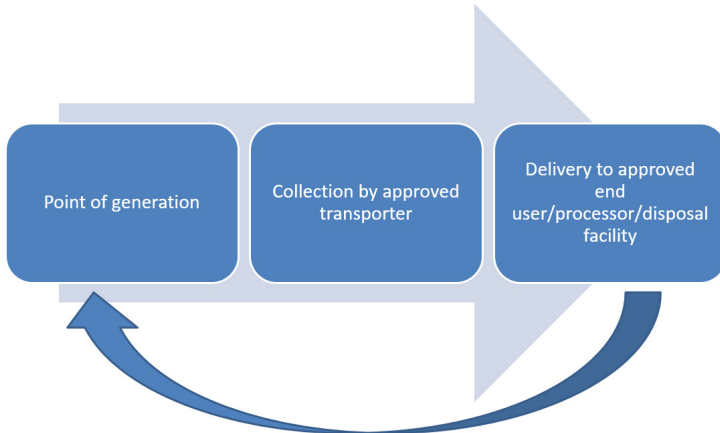 Point of generation
Collection by approved
transporter
Delivery to approved
end
user/processor/disposal
facility